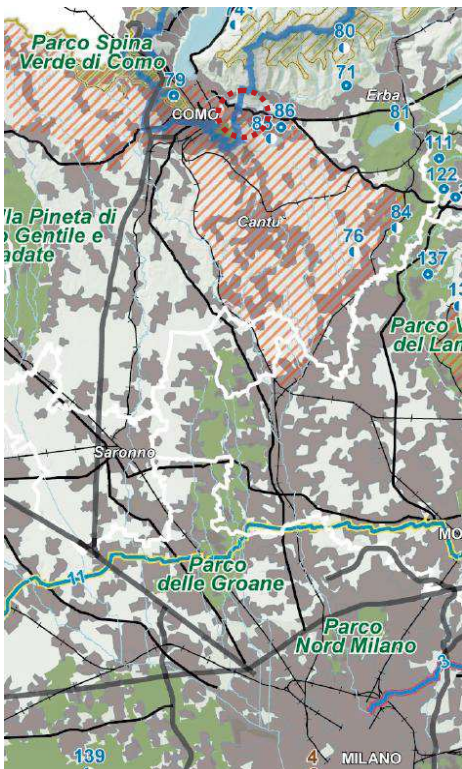 80
Parco Spina
Verde di Como
79
71
Erba
COMO
86
81
111
122
Cantu'
84
lla Pineta di
o Gentile e
adate
76
137
13
Parco V
del Lam
Saronno
MO
11
Parco
delle Groane
Parco
Nord Milano
3
139
4
MILANO